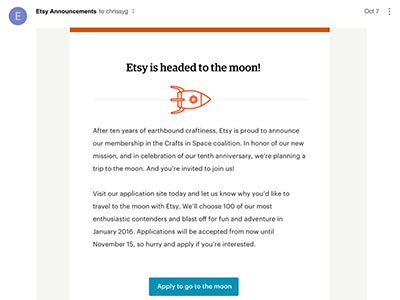 E
Etsy Announcements to chrissyg
Oct 7
Etsy is headed to the moon!
After ten years of earthbound craftiness, Etsy is proud to announce
our membership in the Crafts in Space coalition. In honor of our new
mission, and in celebration of our tenth anniversary, we're planning a
trip to the moon. And you're invited to join us!
Visit our application site today and let us know why you'd like to
travel to the moon with Etsy. We'll choose 100 of our most
enthusiastic contenders and blast off for fun and adventure in
January 2016. Applications will be accepted from now until
November 15, so hurry and apply if you're interested.
Apply to go to the moon